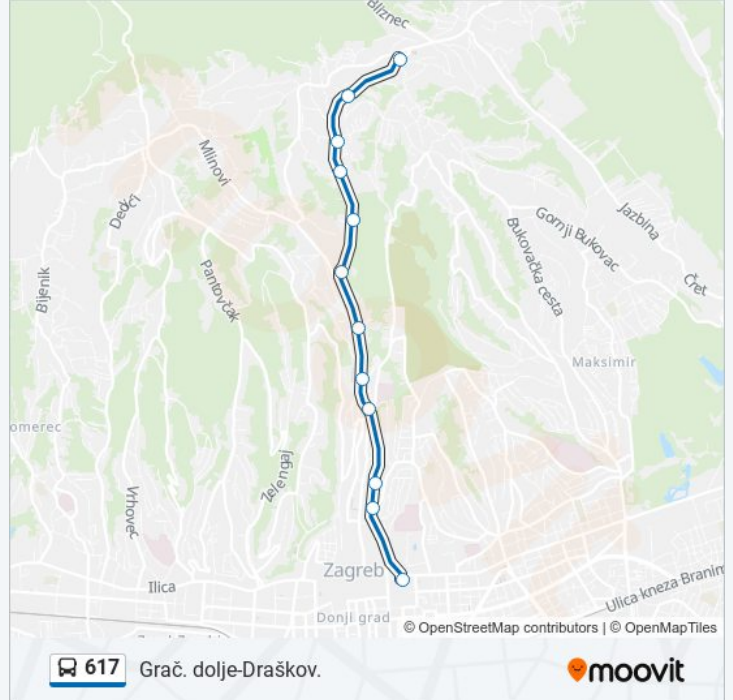 Bliznec
Mlinovi
Dedići
Jazbina
Gornji Bukovac
Bukovačka cesta
Čret
Pantovčak
Bijenik
Maksimir
omerec
Zelengaj
Vrhovec
Zagreb
Ilica
Ulica kneza Branim
Donji grad
© OpenStreetMap contributors | © OpenMapTiles
617 Grač. dolje-Draškov.
moovit